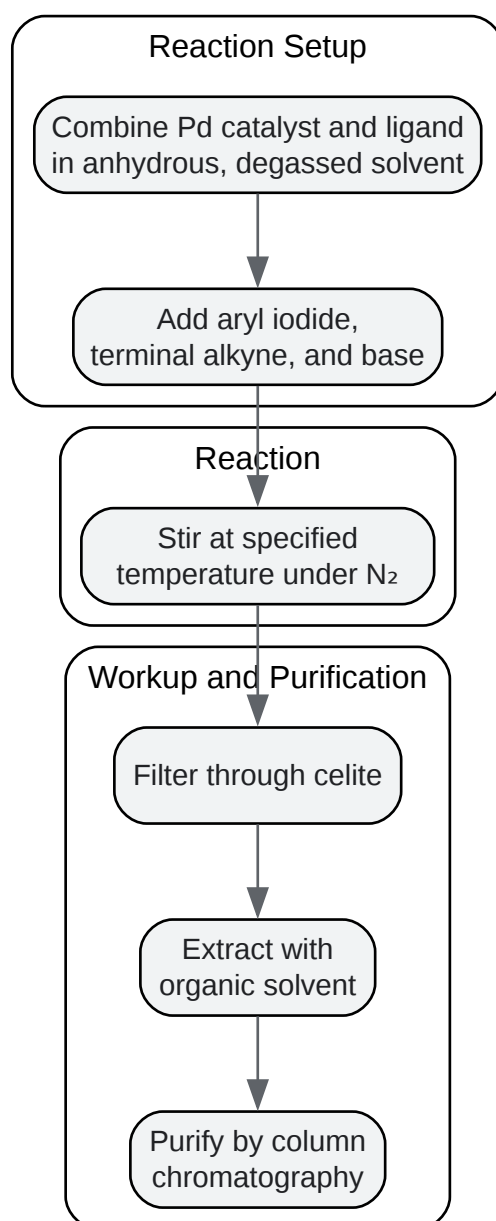 Reaction Setup
Combine Pd catalyst and ligand
in anhydrous, degassed solvent
Add aryl iodide,
terminal alkyne, and base
Reaction
Stir at specified
temperature under N₂
Workup and Purification
Filter through celite
Extract with
organic solvent
Purify by column
chromatography